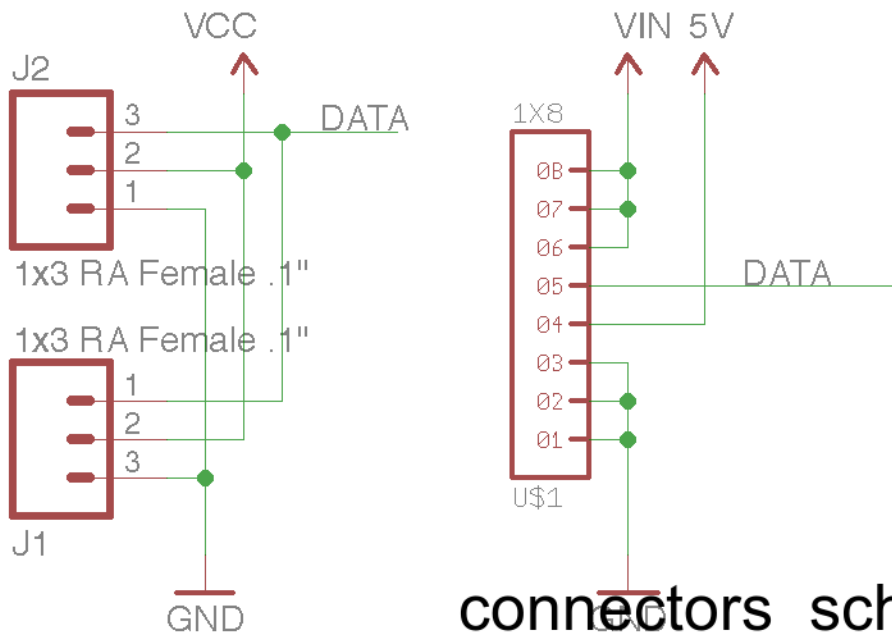 VCC
J2
3
DATA
2
1
1x3 RA Female .1"
1x3 RA Female .1"
1
2
3
J1
GND
VIN 5V
1X8
08
07
06
05
DATA
04
03
02
01
U$1
GND
connectors